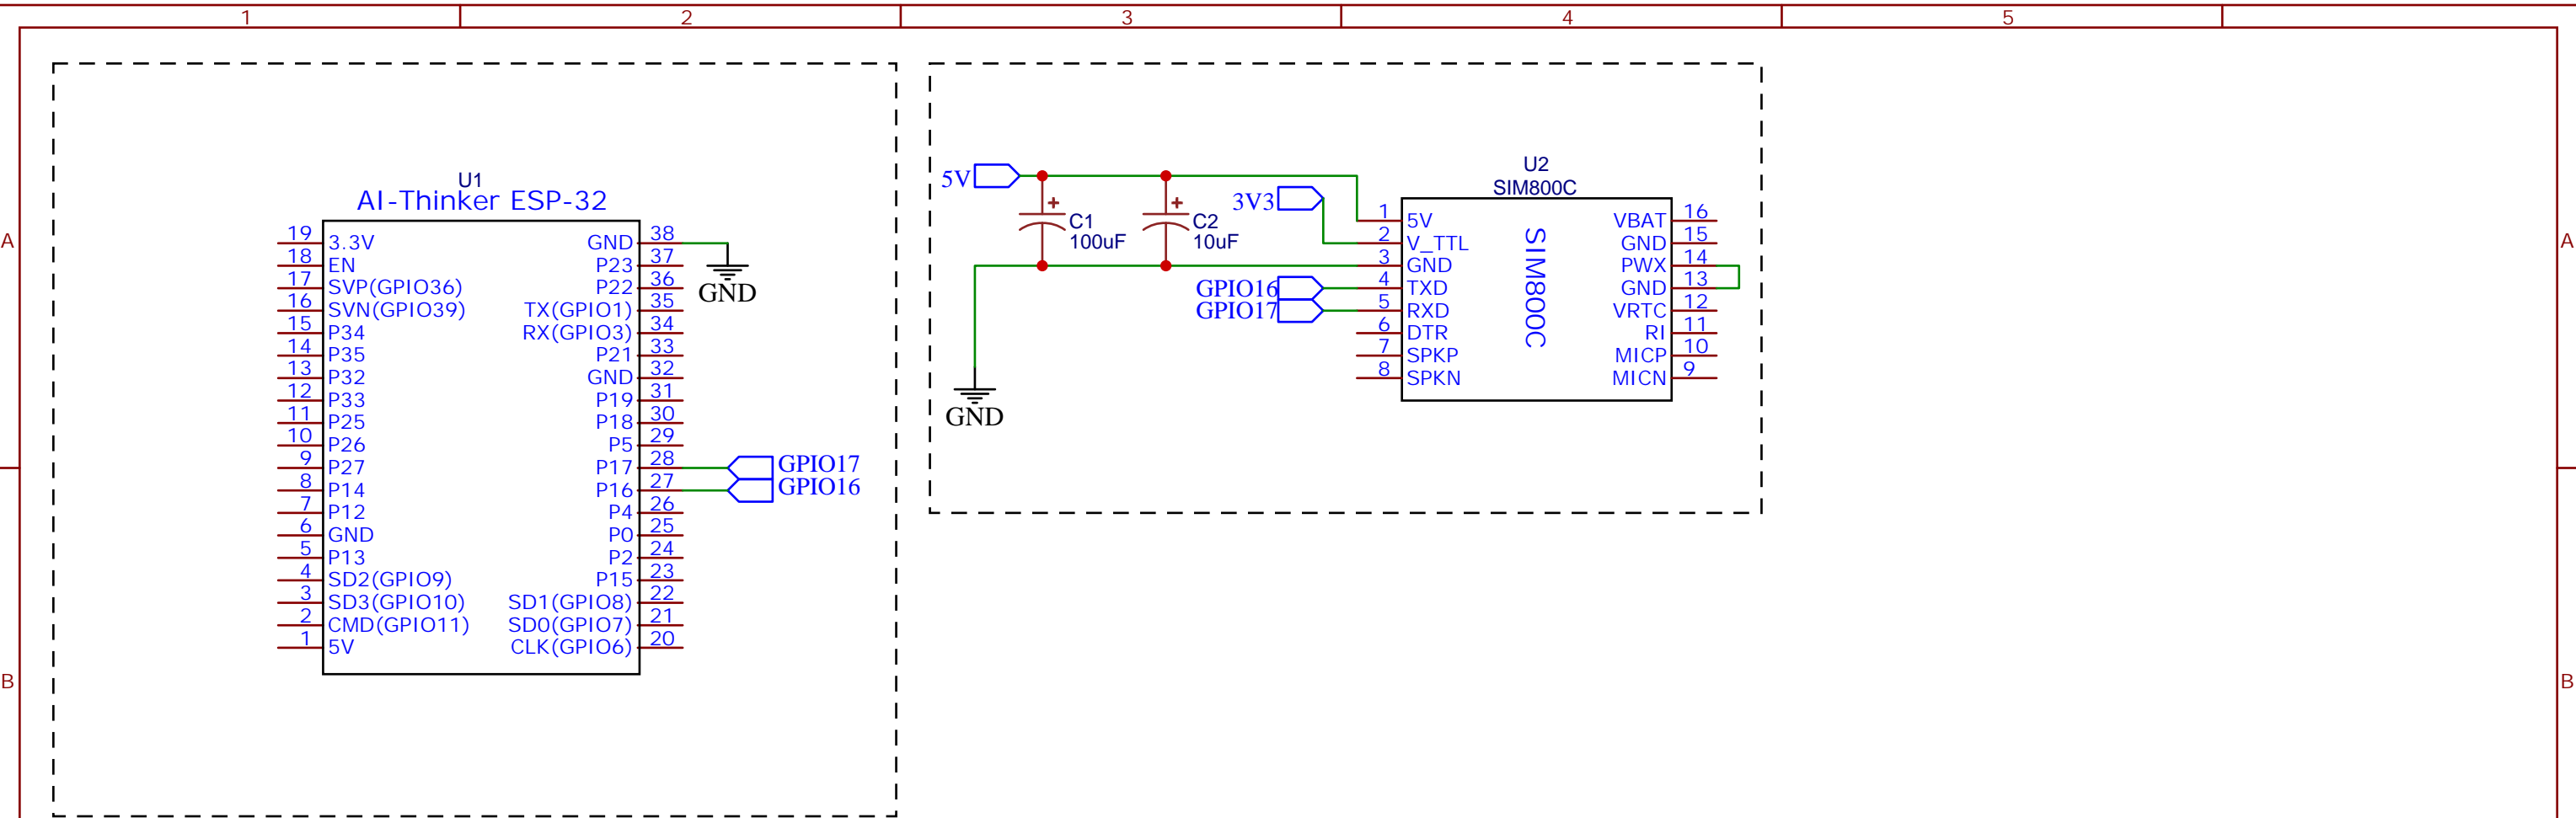 1 2 3 4 5
A A
B B
U1
AI-Thinker ESP-32
19 3.3V GND 38
18 EN P23 37
17 SVP(GPIO36) P22 36
16 SVN(GPIO39) TX(GPIO1) 35
15 P34 RX(GPIO3) 34
14 P35 P21 33
13 P32 GND 32
12 P33 P19 31
11 P25 P18 30
10 P26 P5 29
9 P27 P17 28 GPIO17
8 P14 P16 27 GPIO16
7 P12 P4 26
6 GND P0 25
5 P13 P2 24
4 SD2(GPIO9) P15 23
3 SD3(GPIO10) SD1(GPIO8) 22
2 CMD(GPIO11) SD0(GPIO7) 21
1 5V CLK(GPIO6) 20
GND
5V
3V3
+ C1
100uF
+ C2
10uF
GPIO16
GPIO17
GND
U2
SIM800C
SIM800C
1 5V VBAT 16
2 V_TTL GND 15
3 GND PWX 14
4 TXD GND 13
5 RXD VRTC 12
6 DTR RI 11
7 SPKP MICP 10
8 SPKN MICN 9